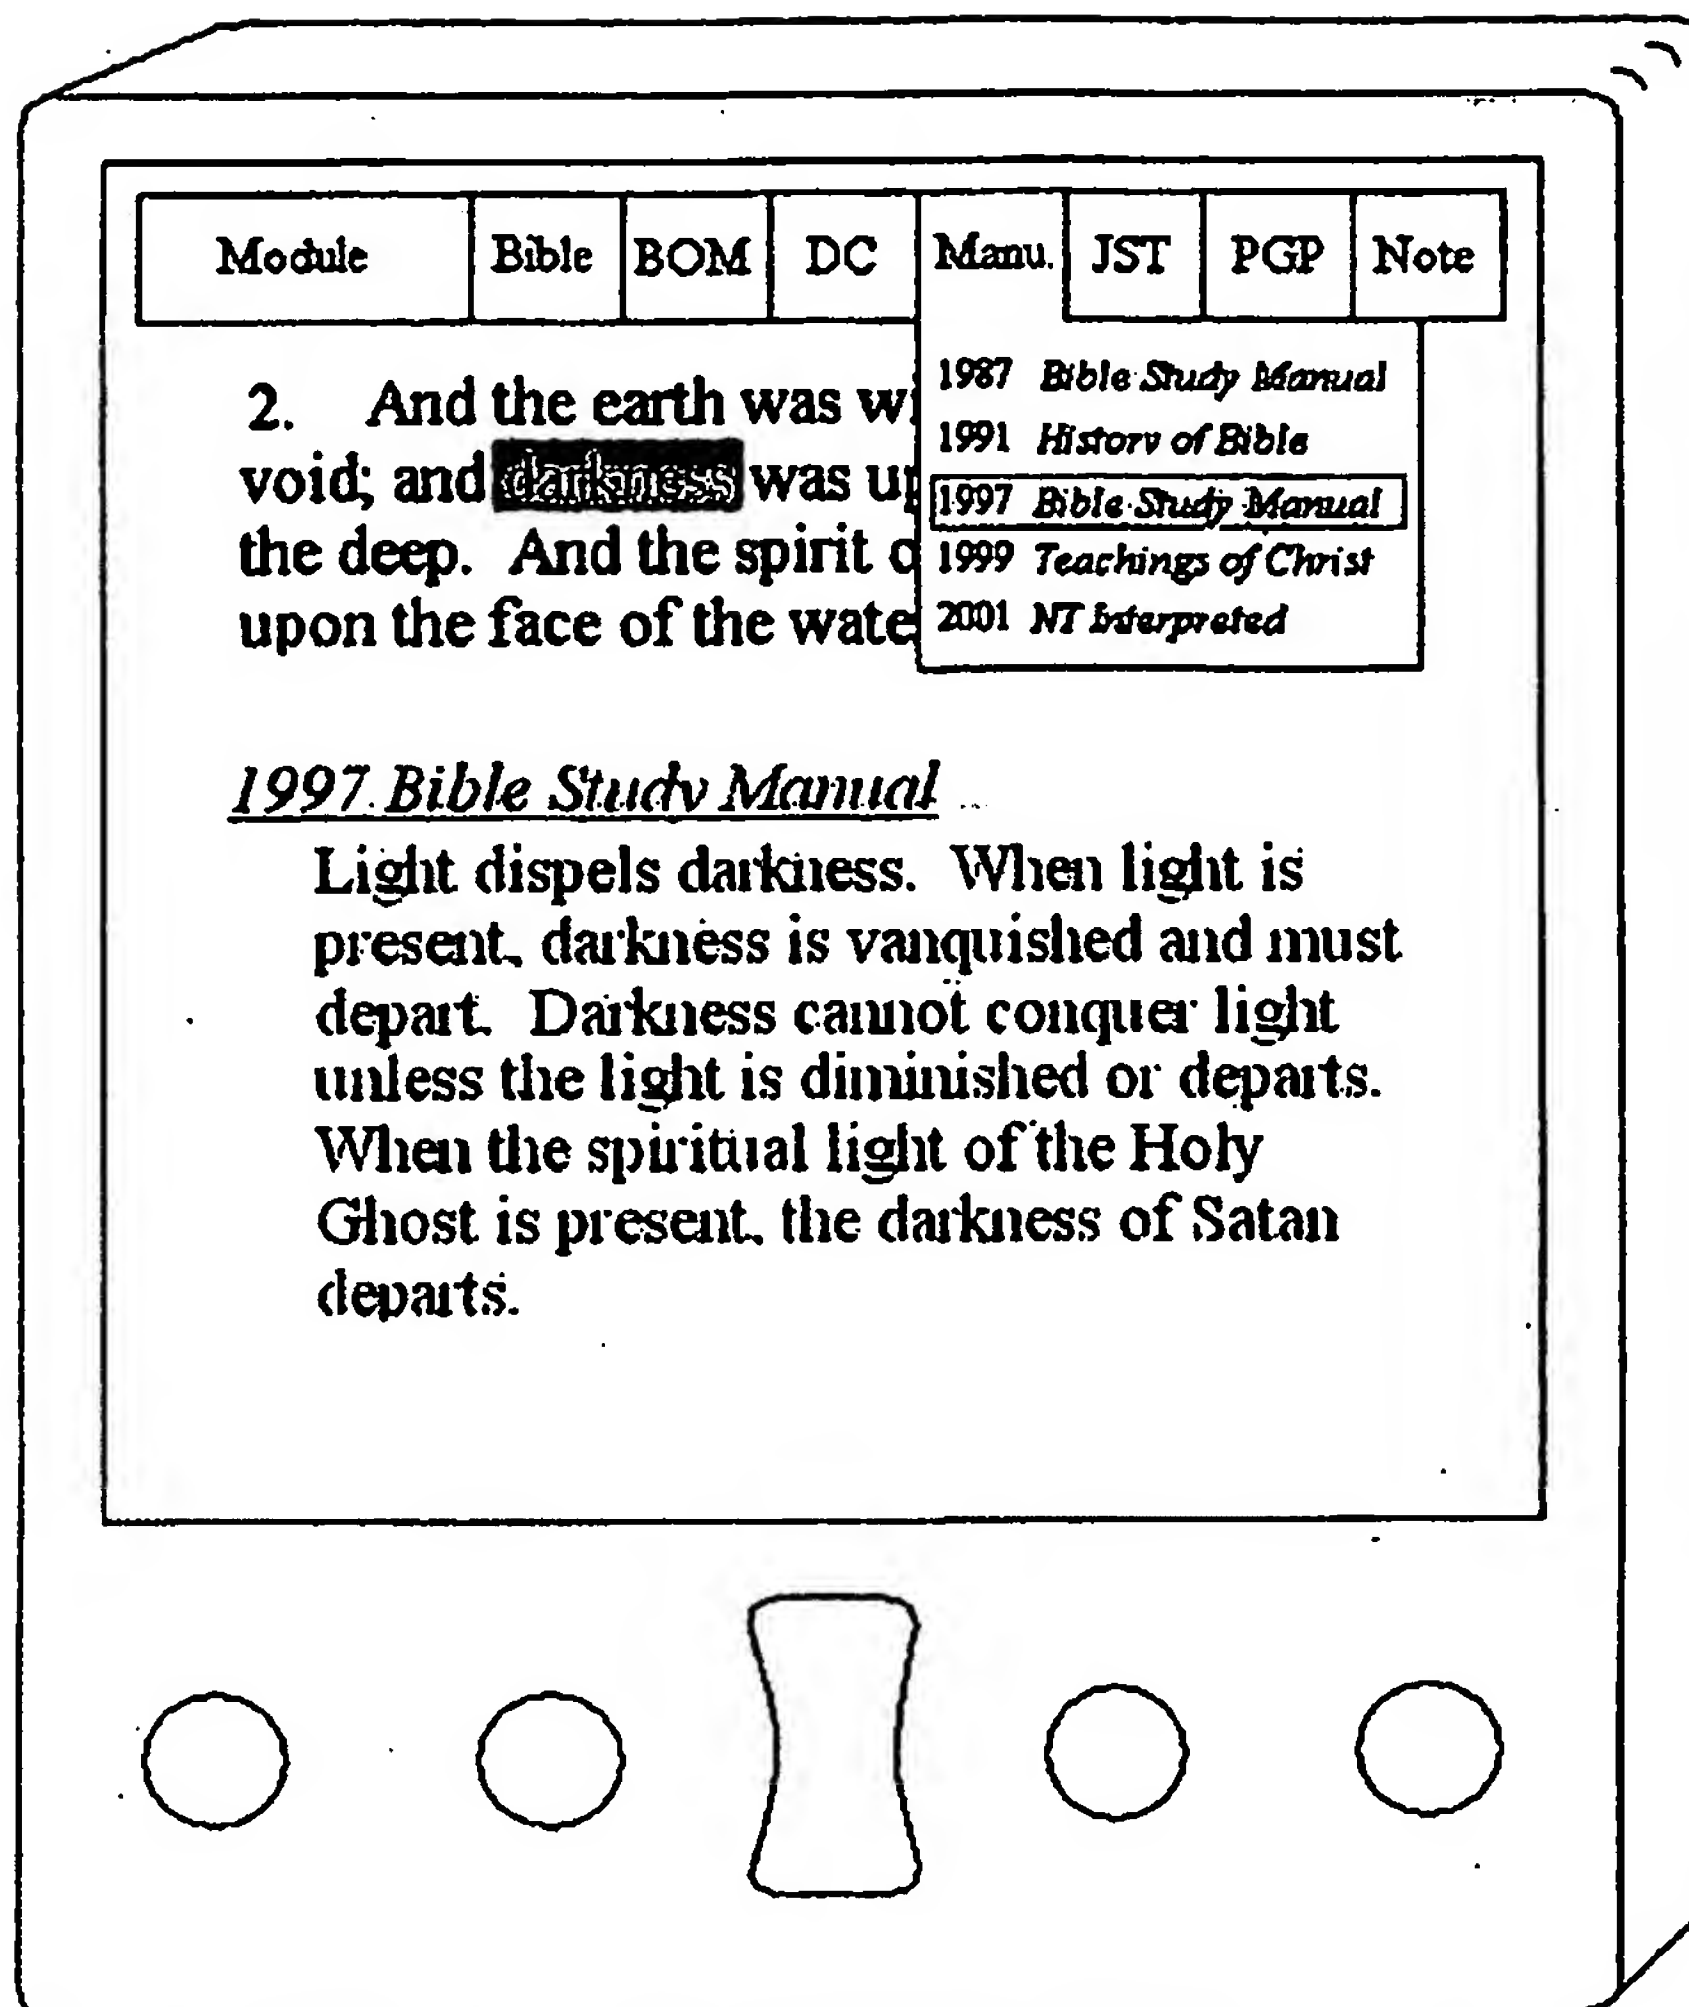 Module Bible BOM DC Manu. JST PGP Note
2. And the earth was w
void; and darkness was up
the deep. And the spirit o
upon the face of the wate
1987 Bible Study Manual
1991 History of Bible
1997 Bible Study Manual
1999 Teachings of Christ
2001 NT Interpreted
1997 Bible Study Manual
Light dispels darkness. When light is
present, darkness is vanquished and must
depart. Darkness cannot conquer light
unless the light is diminished or departs.
When the spiritual light of the Holy
Ghost is present, the darkness of Satan
departs.